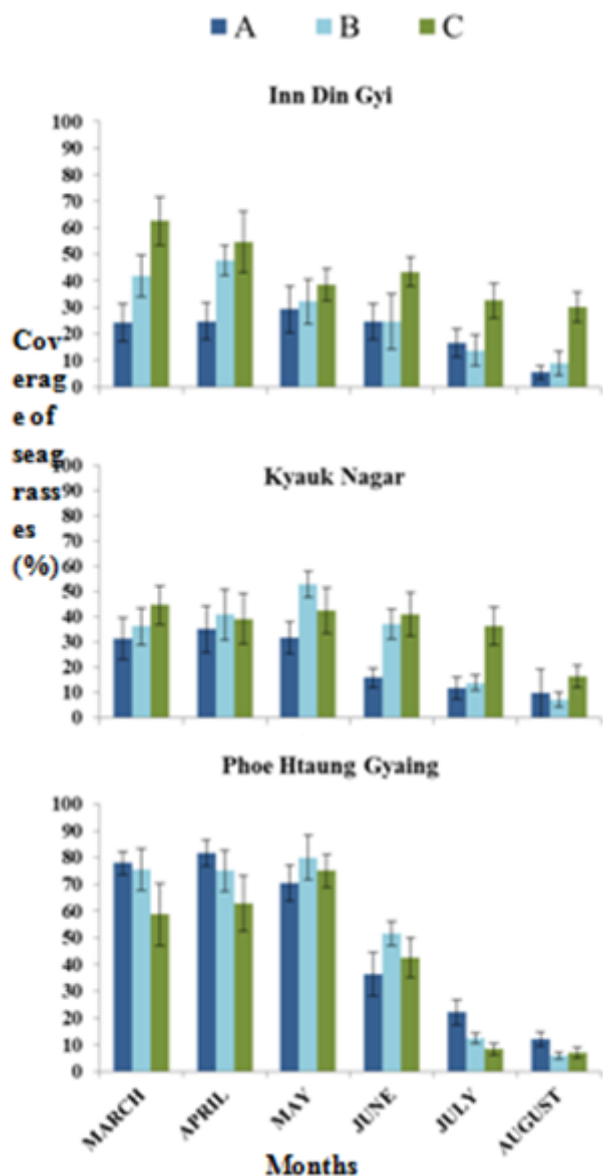 A B C
Inn Din Gyi
100
90
80
70
60
50
40
30
20
10
0
Cov
erag
e of
seag
rass
es
(%)
Kyauk Nagar
100
90
80
70
60
50
40
30
20
10
0
Phoe Htaung Gyaing
100
90
80
70
60
50
40
30
20
10
0
MARCH APRIL MAY JUNE JULY AUGUST
Months